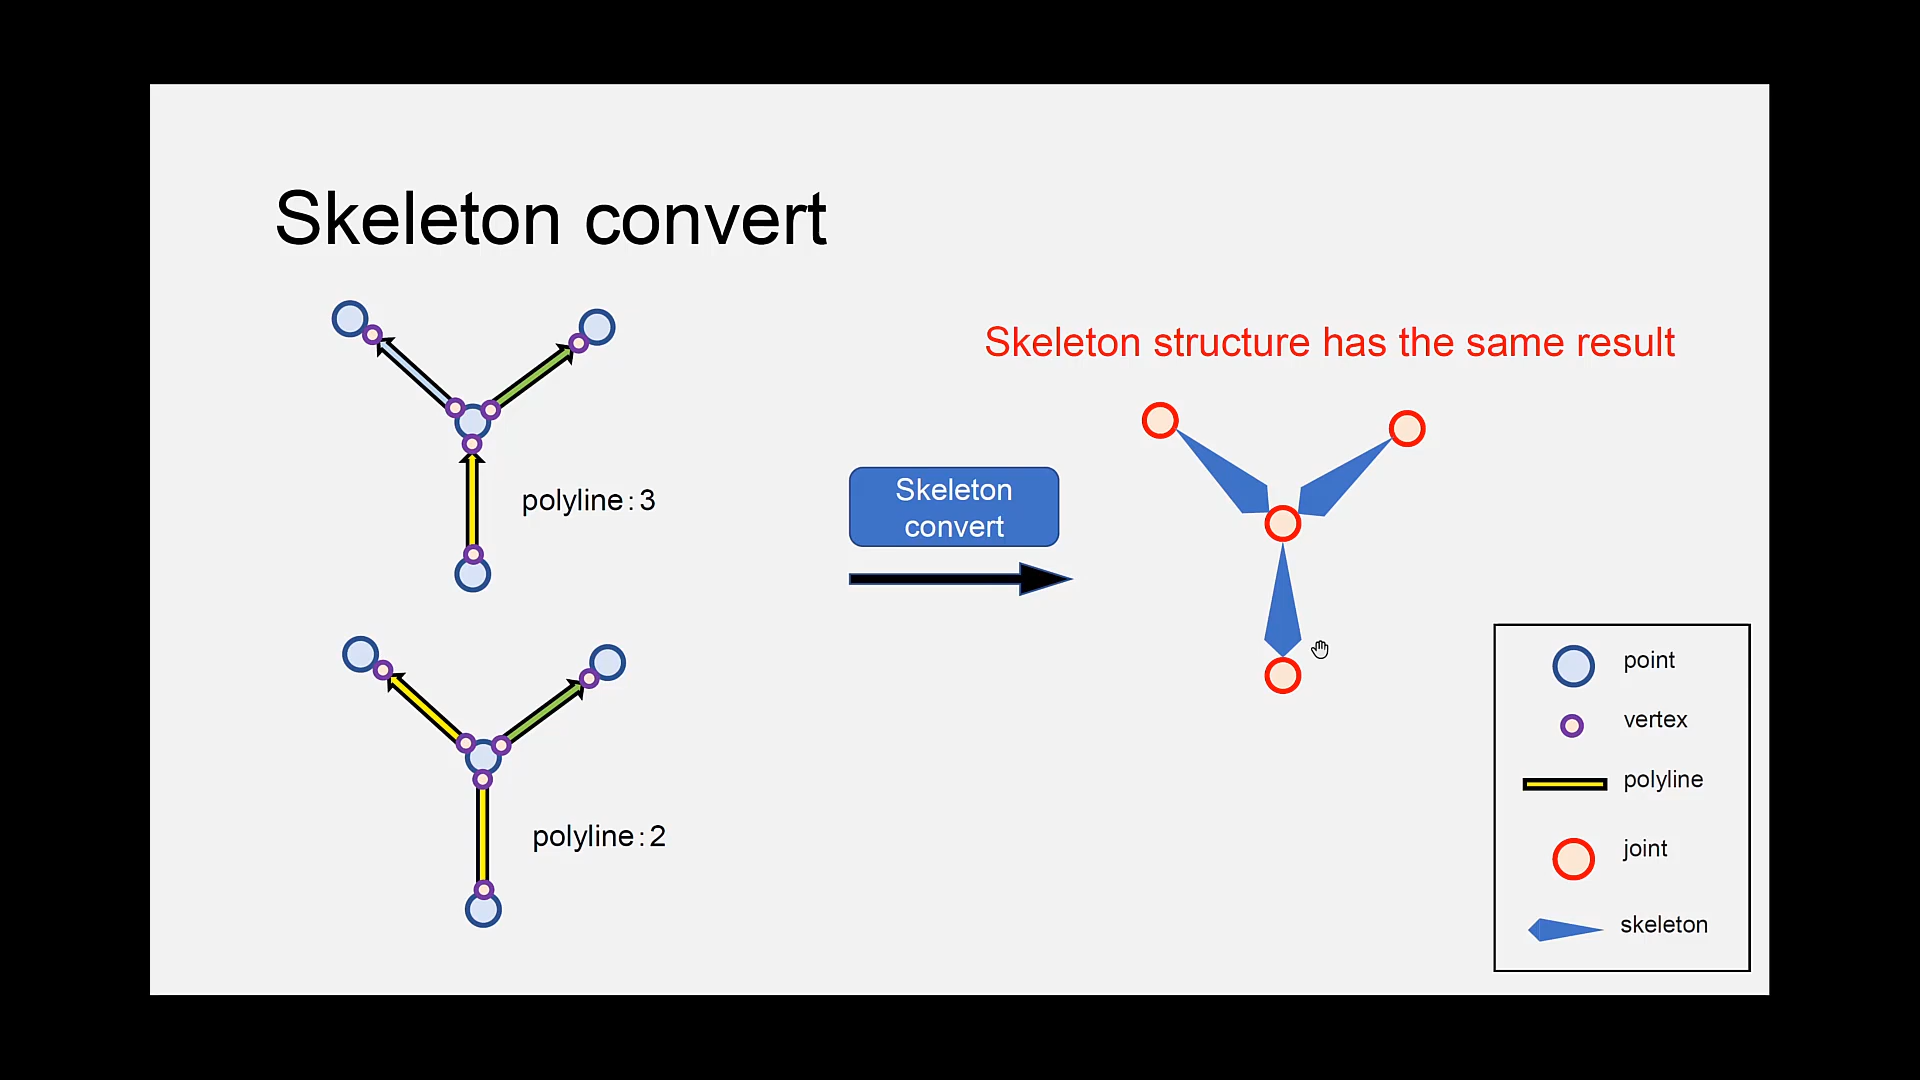 Skeleton convert
Skeleton structure has the same result
polyline:3
Skeleton
convert
polyline:2
point
vertex
polyline
joint
skeleton